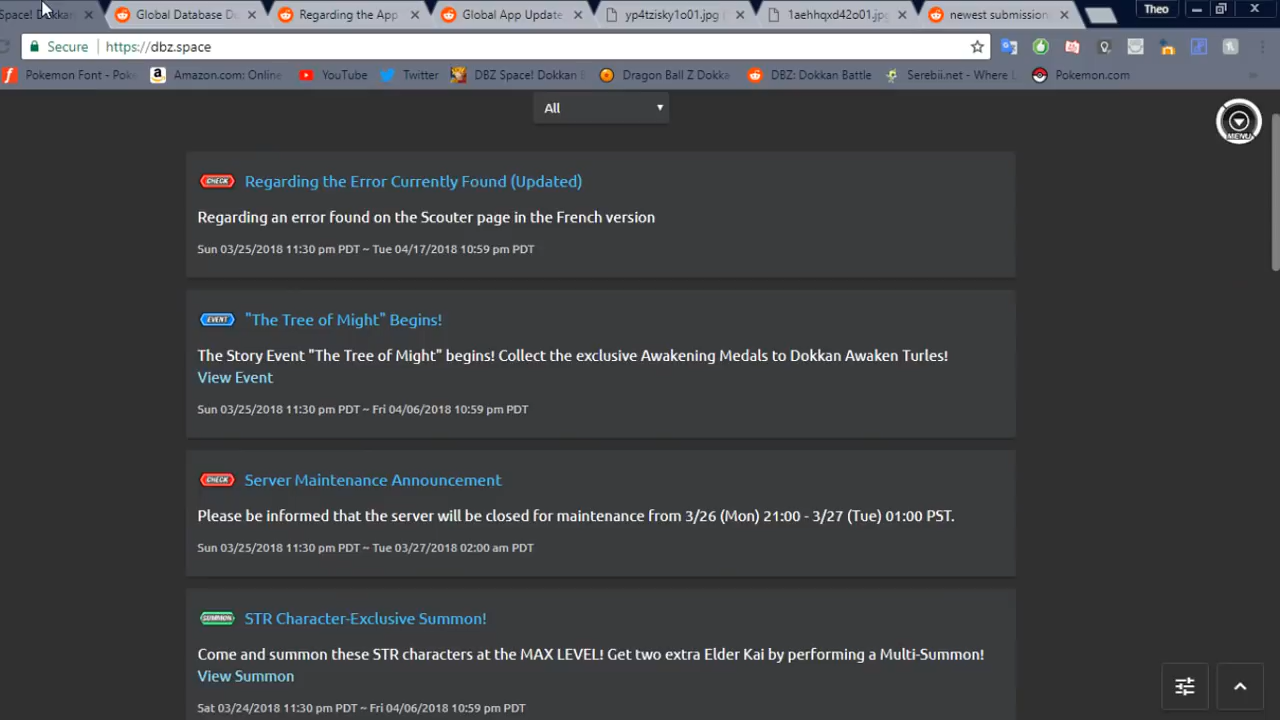 Space! Dokkan
Global Database D
Regarding the App
Global App Update
yp4tzisky1o01.jpg
1aehhqxd42o01.jpg
newest submission
Theo
Secure https://dbz.space
Pokemon Font - Pok
Amazon.com: Online
YouTube
Twitter
DBZ Space! Dokkan
Dragon Ball Z Dokka
DBZ: Dokkan Battle
Serebii.net - Where L
Pokemon.com
All
MENU
CHECK Regarding the Error Currently Found (Updated)
Regarding an error found on the Scouter page in the French version
Sun 03/25/2018 11:30 pm PDT ~ Tue 04/17/2018 10:59 pm PDT
EVENT "The Tree of Might" Begins!
The Story Event "The Tree of Might" begins! Collect the exclusive Awakening Medals to Dokkan Awaken Turles!
View Event
Sun 03/25/2018 11:30 pm PDT ~ Fri 04/06/2018 10:59 pm PDT
CHECK Server Maintenance Announcement
Please be informed that the server will be closed for maintenance from 3/26 (Mon) 21:00 - 3/27 (Tue) 01:00 PST.
Sun 03/25/2018 11:30 pm PDT ~ Tue 03/27/2018 02:00 am PDT
SUMMON STR Character-Exclusive Summon!
Come and summon these STR characters at the MAX LEVEL! Get two extra Elder Kai by performing a Multi-Summon!
View Summon
Sat 03/24/2018 11:30 pm PDT ~ Fri 04/06/2018 10:59 pm PDT